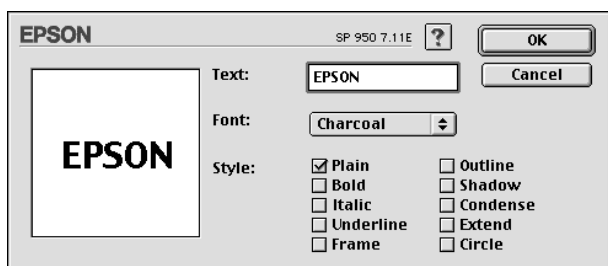 EPSON
SP 950 7.11E
?
OK
Text:
EPSON
Cancel
Font:
Charcoal
EPSON
Style:
Plain
Outline
Bold
Shadow
Italic
Condense
Underline
Extend
Frame
Circle